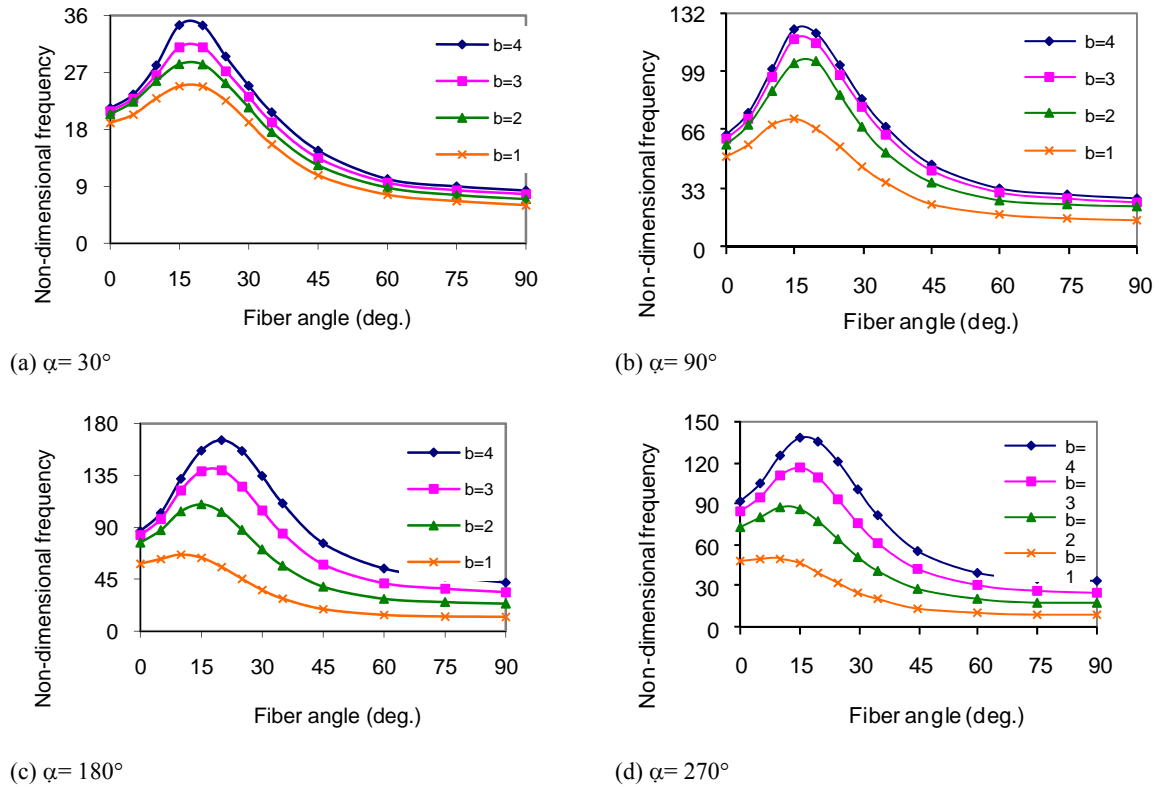 36
27
18
9
0
Non-dimensional frequency
b=4
b=3
b=2
b=1
0 15 30 45 60 75 90
Fiber angle (deg.)
(a) α= 30°
132
99
66
33
0
Non-dimensional frequency
b=4
b=3
b=2
b=1
0 15 30 45 60 75 90
Fiber angle (deg.)
(b) α= 90°
180
135
90
45
0
Non-dimensional frequency
b=4
b=3
b=2
b=1
0 15 30 45 60 75 90
Fiber angle (deg.)
(c) α= 180°
150
120
90
60
30
0
Non-dimensional frequency
b=
4
b=
3
b=
2
b=
1
0 15 30 45 60 75 90
Fiber angle (deg.)
(d) α= 270°